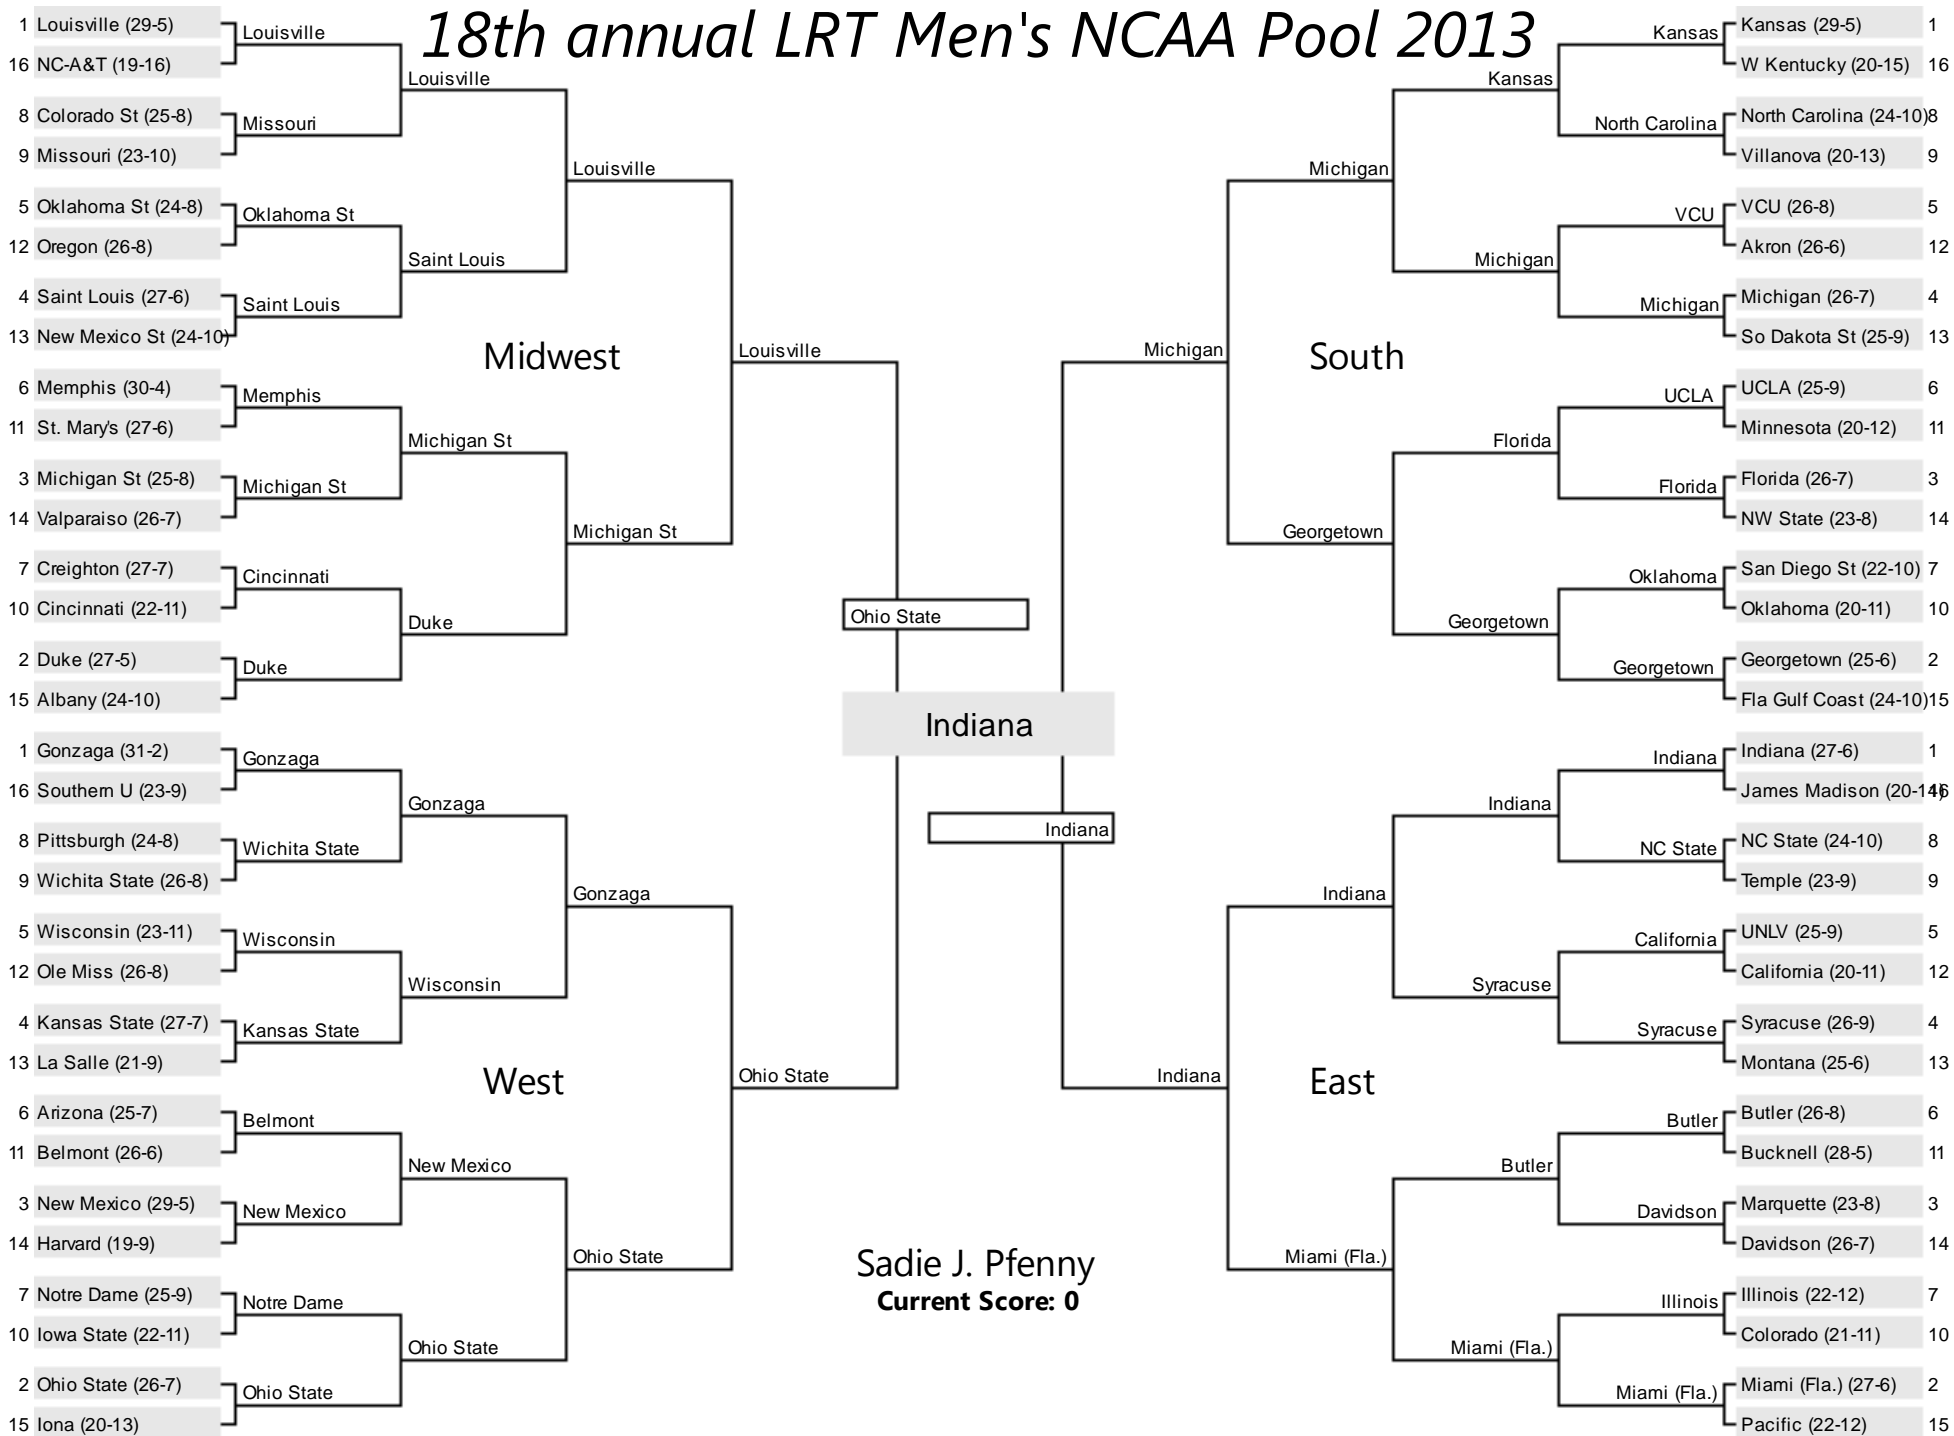 18th annual LRT Men's NCAA Pool 2013
1 Louisville (29-5)
16 NC-A&T (19-16)
8 Colorado St (25-8)
9 Missouri (23-10)
5 Oklahoma St (24-8)
12 Oregon (26-8)
4 Saint Louis (27-6)
13 New Mexico St (24-10)
6 Memphis (30-4)
11 St. Mary's (27-6)
3 Michigan St (25-8)
14 Valparaiso (26-7)
7 Creighton (27-7)
10 Cincinnati (22-11)
2 Duke (27-5)
15 Albany (24-10)
Louisville
Missouri
Oklahoma St
Saint Louis
Memphis
Michigan St
Cincinnati
Duke
Louisville
Saint Louis
Michigan St
Duke
Louisville
Michigan St
Midwest
Louisville
1 Gonzaga (31-2)
16 Southern U (23-9)
8 Pittsburgh (24-8)
9 Wichita State (26-8)
5 Wisconsin (23-11)
12 Ole Miss (26-8)
4 Kansas State (27-7)
13 La Salle (21-9)
6 Arizona (25-7)
11 Belmont (26-6)
3 New Mexico (29-5)
14 Harvard (19-9)
7 Notre Dame (25-9)
10 Iowa State (22-11)
2 Ohio State (26-7)
15 Iona (20-13)
Gonzaga
Wichita State
Wisconsin
Kansas State
Belmont
New Mexico
Notre Dame
Ohio State
Gonzaga
Wisconsin
New Mexico
Ohio State
Gonzaga
Ohio State
West
Ohio State
Ohio State
Indiana
Indiana
Sadie J. Pfenny
Current Score: 0
Michigan
South
Michigan
Georgetown
Kansas
Michigan
Florida
Georgetown
Kansas
North Carolina
VCU
Michigan
UCLA
Florida
Oklahoma
Georgetown
Kansas (29-5) 1
W Kentucky (20-15) 16
North Carolina (24-10) 8
Villanova (20-13) 9
VCU (26-8) 5
Akron (26-6) 12
Michigan (26-7) 4
So Dakota St (25-9) 13
UCLA (25-9) 6
Minnesota (20-12) 11
Florida (26-7) 3
NW State (23-8) 14
San Diego St (22-10) 7
Oklahoma (20-11) 10
Georgetown (25-6) 2
Fla Gulf Coast (24-10) 15
Indiana
East
Indiana
Miami (Fla.)
Indiana
Syracuse
Butler
Miami (Fla.)
Indiana
NC State
California
Syracuse
Butler
Davidson
Illinois
Miami (Fla.)
Indiana (27-6) 1
James Madison (20-14) 16
NC State (24-10) 8
Temple (23-9) 9
UNLV (25-9) 5
California (20-11) 12
Syracuse (26-9) 4
Montana (25-6) 13
Butler (26-8) 6
Bucknell (28-5) 11
Marquette (23-8) 3
Davidson (26-7) 14
Illinois (22-12) 7
Colorado (21-11) 10
Miami (Fla.) (27-6) 2
Pacific (22-12) 15